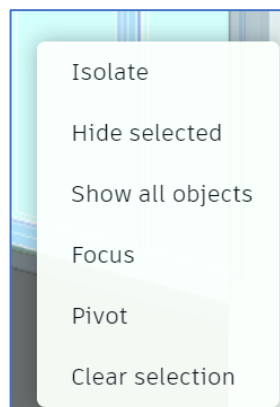 Isolate
Hide selected
Show all objects
Focus
Pivot
Clear selection